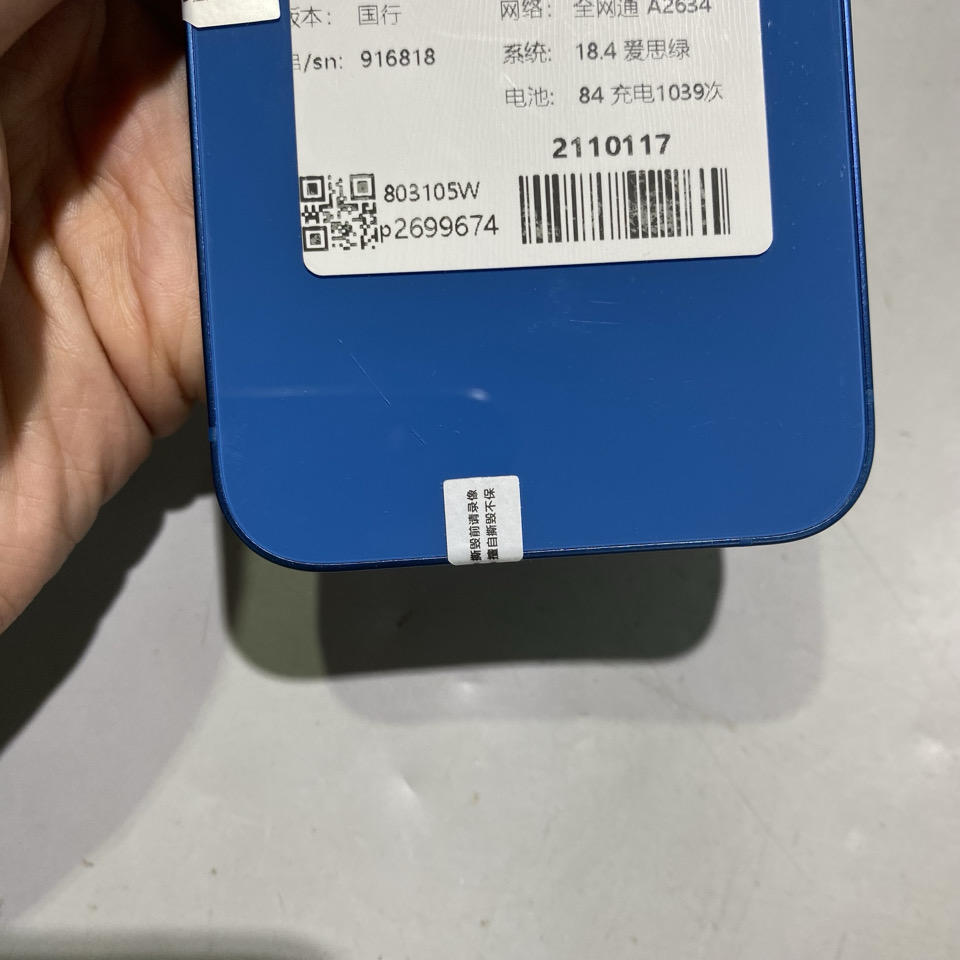 版本： 国行
网络： 全网通 A2634
/sn: 916818
系统: 18.4 爱思绿
电池: 84 充电1039次
2110117
803105W
p2699674
撕毁前请录像
擅自撕毁不保